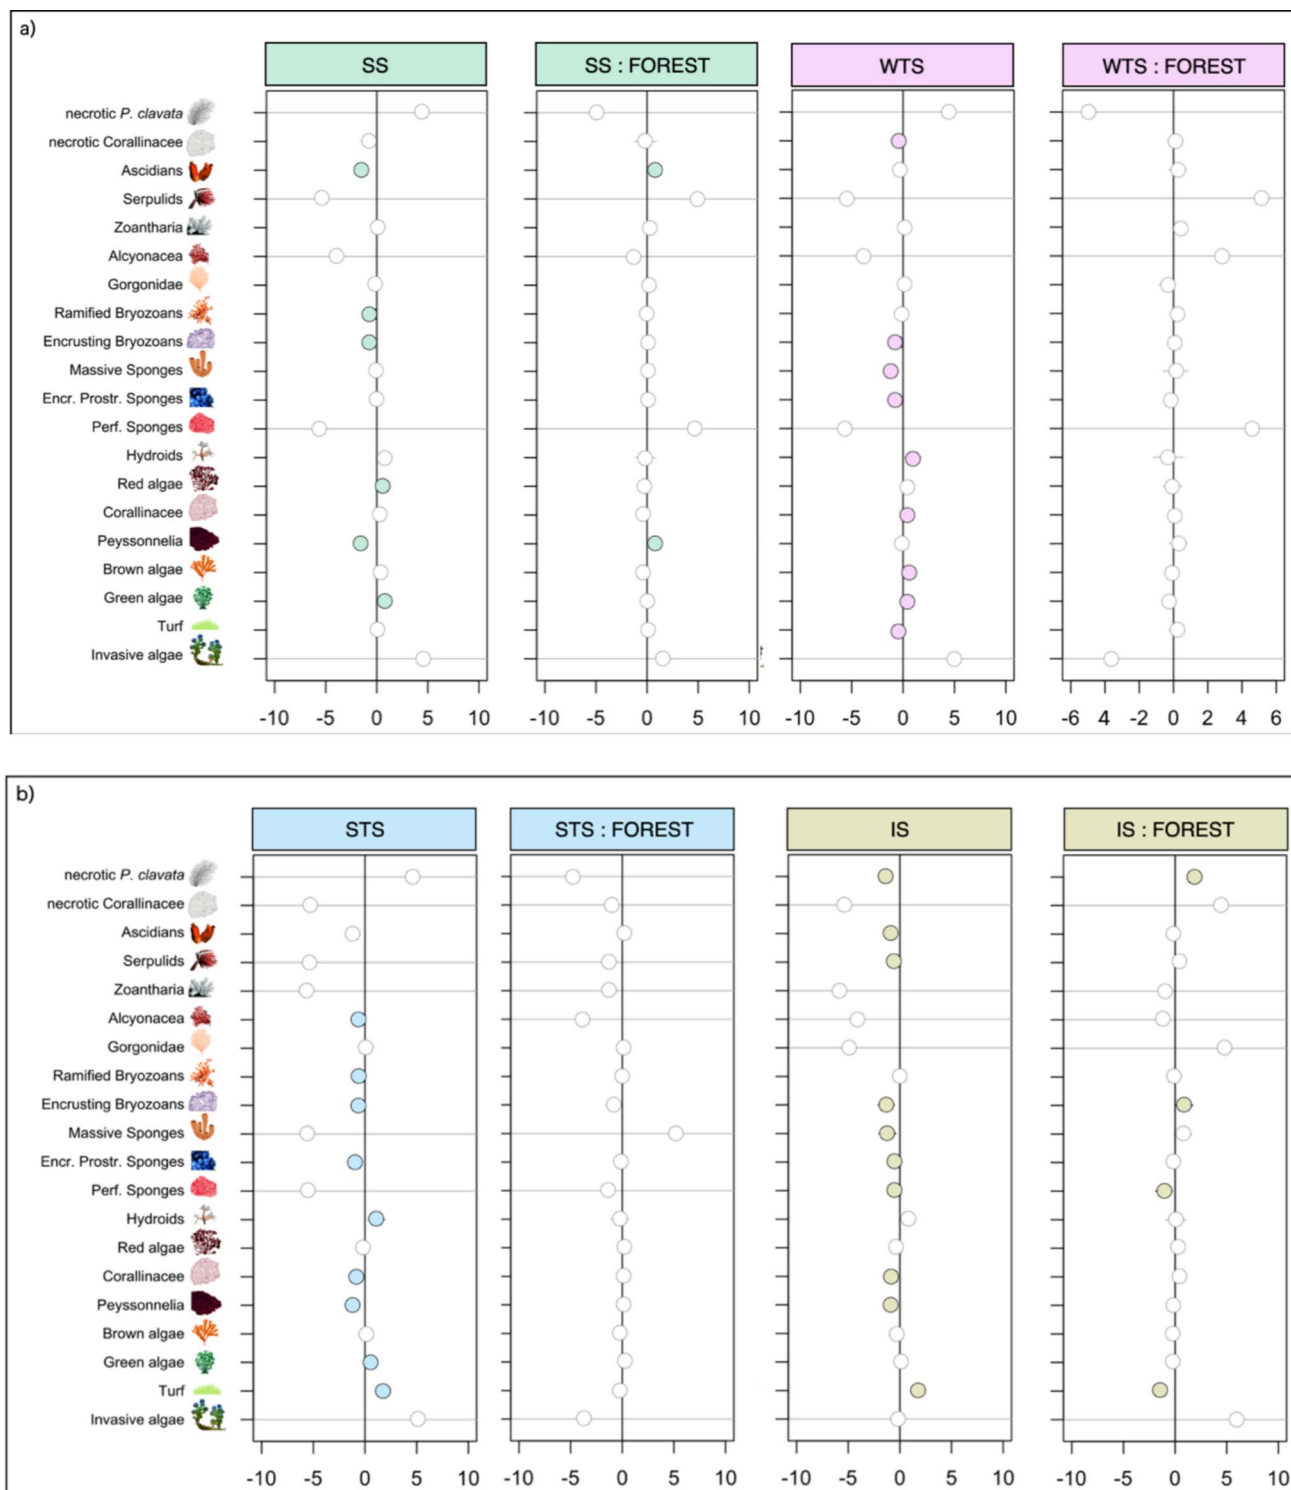 a)
SS
SS : FOREST
WTS
WTS : FOREST
necrotic P. clavata
necrotic Corallinacee
Ascidians
Serpulids
Zoantharia
Alcyonacea
Gorgonidae
Ramified Bryozoans
Encrusting Bryozoans
Massive Sponges
Encr. Prostr. Sponges
Perf. Sponges
Hydroids
Red algae
Corallinacee
Peyssonnelia
Brown algae
Green algae
Turf
Invasive algae
-10 -5 0 5 10
-10 -5 0 5 10
-10 -5 0 5 10
-6 4 -2 0 2 4 6
b)
STS
STS : FOREST
IS
IS : FOREST
necrotic P. clavata
necrotic Corallinacee
Ascidians
Serpulids
Zoantharia
Alcyonacea
Gorgonidae
Ramified Bryozoans
Encrusting Bryozoans
Massive Sponges
Encr. Prostr. Sponges
Perf. Sponges
Hydroids
Red algae
Corallinacee
Peyssonnelia
Brown algae
Green algae
Turf
Invasive algae
-10 -5 0 5 10
-10 -5 0 5 10
-10 -5 0 5 10
-10 -5 0 5 10